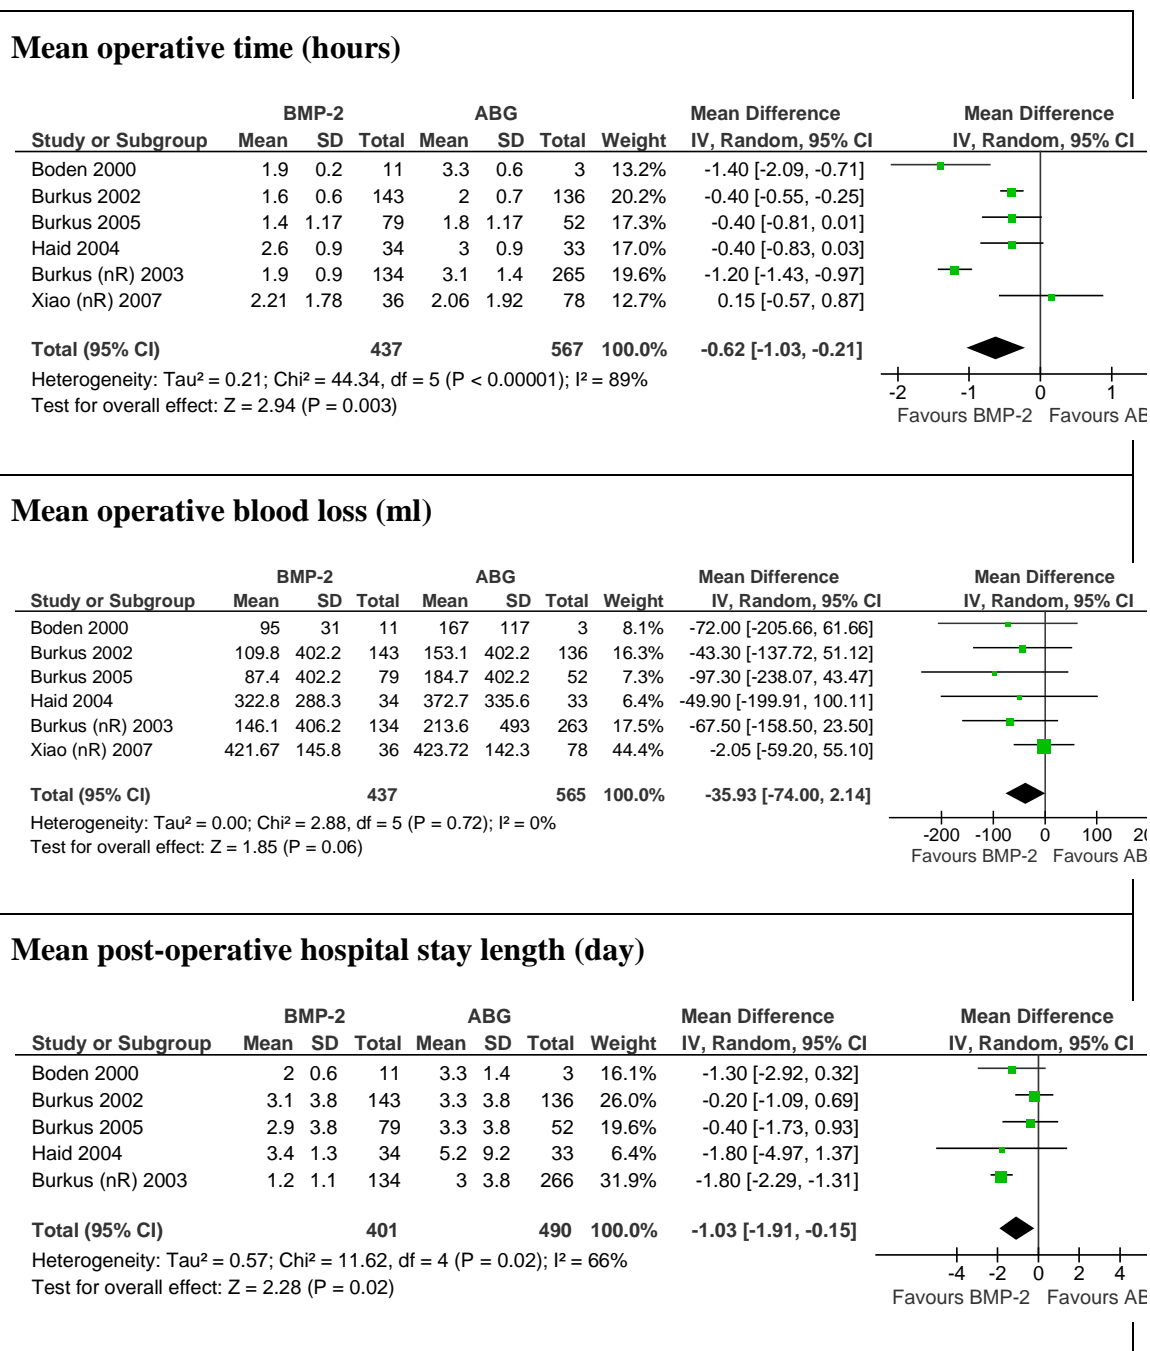 Mean operative time (hours)
BMP-2 ABG Mean Difference Mean Difference
Study or Subgroup Mean SD Total Mean SD Total Weight IV, Random, 95% CI IV, Random, 95% CI
Boden 2000 1.9 0.2 11 3.3 0.6 3 13.2% -1.40 [-2.09, -0.71]
Burkus 2002 1.6 0.6 143 2 0.7 136 20.2% -0.40 [-0.55, -0.25]
Burkus 2005 1.4 1.17 79 1.8 1.17 52 17.3% -0.40 [-0.81, 0.01]
Haid 2004 2.6 0.9 34 3 0.9 33 17.0% -0.40 [-0.83, 0.03]
Burkus (nR) 2003 1.9 0.9 134 3.1 1.4 265 19.6% -1.20 [-1.43, -0.97]
Xiao (nR) 2007 2.21 1.78 36 2.06 1.92 78 12.7% 0.15 [-0.57, 0.87]
Total (95% CI) 437 567 100.0% -0.62 [-1.03, -0.21]
Heterogeneity: Tau² = 0.21; Chi² = 44.34, df = 5 (P < 0.00001); I² = 89%
Test for overall effect: Z = 2.94 (P = 0.003)
-2 -1 0 1
Favours BMP-2 Favours AB
Mean operative blood loss (ml)
BMP-2 ABG Mean Difference Mean Difference
Study or Subgroup Mean SD Total Mean SD Total Weight IV, Random, 95% CI IV, Random, 95% CI
Boden 2000 95 31 11 167 117 3 8.1% -72.00 [-205.66, 61.66]
Burkus 2002 109.8 402.2 143 153.1 402.2 136 16.3% -43.30 [-137.72, 51.12]
Burkus 2005 87.4 402.2 79 184.7 402.2 52 7.3% -97.30 [-238.07, 43.47]
Haid 2004 322.8 288.3 34 372.7 335.6 33 6.4% -49.90 [-199.91, 100.11]
Burkus (nR) 2003 146.1 406.2 134 213.6 493 263 17.5% -67.50 [-158.50, 23.50]
Xiao (nR) 2007 421.67 145.8 36 423.72 142.3 78 44.4% -2.05 [-59.20, 55.10]
Total (95% CI) 437 565 100.0% -35.93 [-74.00, 2.14]
Heterogeneity: Tau² = 0.00; Chi² = 2.88, df = 5 (P = 0.72); I² = 0%
Test for overall effect: Z = 1.85 (P = 0.06)
-200 -100 0 100 20
Favours BMP-2 Favours AB
Mean post-operative hospital stay length (day)
BMP-2 ABG Mean Difference Mean Difference
Study or Subgroup Mean SD Total Mean SD Total Weight IV, Random, 95% CI IV, Random, 95% CI
Boden 2000 2 0.6 11 3.3 1.4 3 16.1% -1.30 [-2.92, 0.32]
Burkus 2002 3.1 3.8 143 3.3 3.8 136 26.0% -0.20 [-1.09, 0.69]
Burkus 2005 2.9 3.8 79 3.3 3.8 52 19.6% -0.40 [-1.73, 0.93]
Haid 2004 3.4 1.3 34 5.2 9.2 33 6.4% -1.80 [-4.97, 1.37]
Burkus (nR) 2003 1.2 1.1 134 3 3.8 266 31.9% -1.80 [-2.29, -1.31]
Total (95% CI) 401 490 100.0% -1.03 [-1.91, -0.15]
Heterogeneity: Tau² = 0.57; Chi² = 11.62, df = 4 (P = 0.02); I² = 66%
Test for overall effect: Z = 2.28 (P = 0.02)
-4 -2 0 2 4
Favours BMP-2 Favours AB